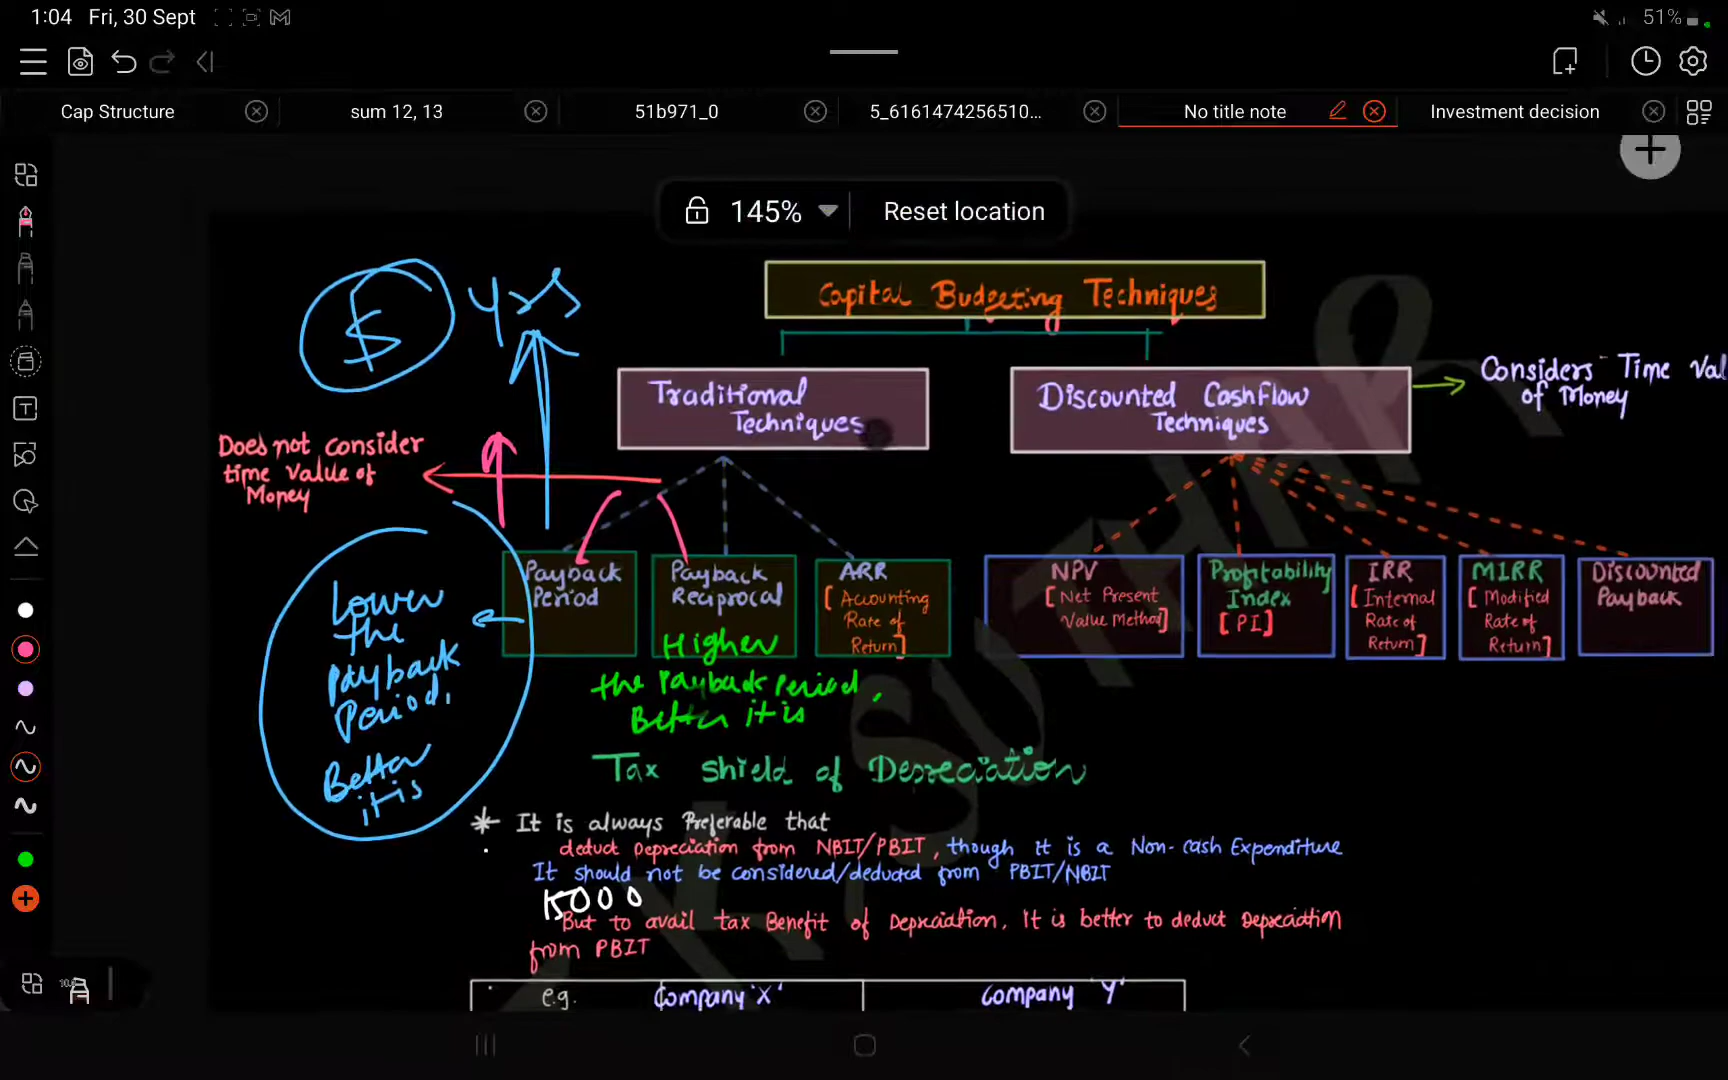 1:04 Fri, 30 Sept
51%
Cap Structure
sum 12, 13
51b971_0
5_6161474256510...
No title note
Investment decision
145%
Reset location
$ Yrs
Capital Budgeting Techniques
Traditional
Techniques
Discounted Cashflow
Techniques
Considers Time Val
of Money
Does not consider
time Value of
Money
Payback
Period
Payback
Reciprocal
ARR
[ Accounting
Rate of
Return]
NPV
[ Net Present
Value Method]
Profitability
Index
[ PI ]
IRR
[ Internal
Rate of
Return]
MIRR
[ Modified
Rate of
Return]
Discounted
Payback
Lower
the
Payback
Period,
Better
it is
Higher
the Payback Period,
Better it is
Tax Shield of Depreciation
* It is always Preferable that
deduct Depreciation from NBIT/PBIT, though it is a Non-cash Expenditure
It should not be considered/deducted from PBIT/NBIT
15000
But to avail tax Benefit of Depreciation, It is better to deduct Depreciation
from PBIT
e.g. Company 'X'
Company 'Y'
SUTHAR